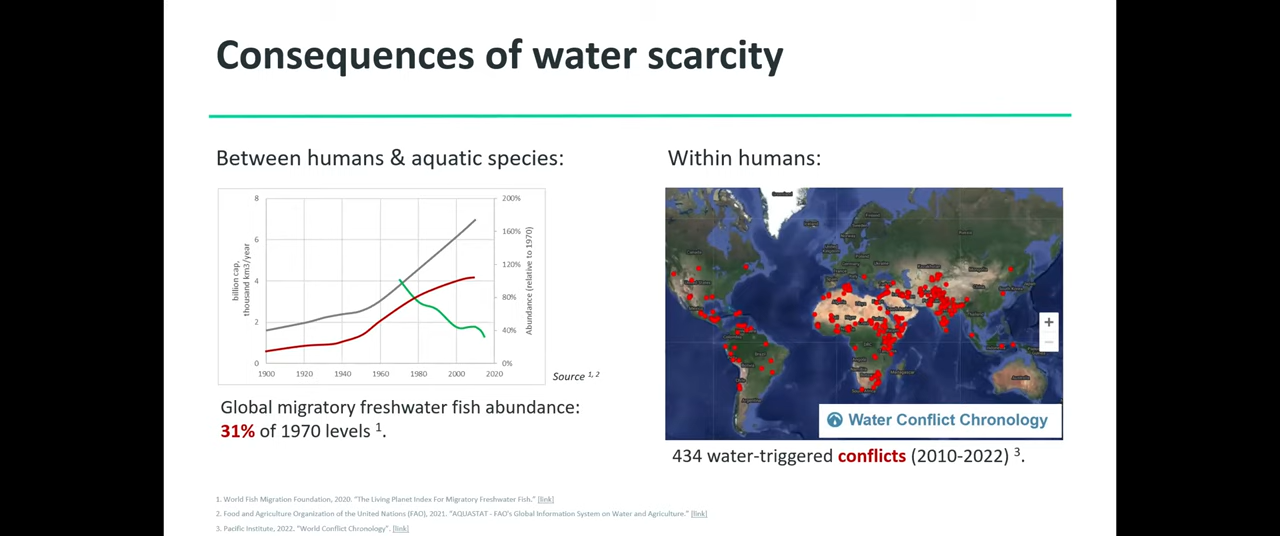 Consequences of water scarcity
Between humans & aquatic species:
Within humans:
8
6
4
2
0
billion cap,
thousand km3/year
200%
160%
120%
80%
40%
0%
Abundance (relative to 1970)
1900
1920
1940
1960
1980
2000
2020
Source 1, 2
Global migratory freshwater fish abundance:
31% of 1970 levels 1.
+
−
Water Conflict Chronology
434 water-triggered conflicts (2010-2022) 3.
1. World Fish Migration Foundation, 2020. "The Living Planet Index For Migratory Freshwater Fish." [link]
2. Food and Agriculture Organization of the United Nations (FAO), 2021. "AQUASTAT - FAO's Global Information System on Water and Agriculture." [link]
3. Pacific Institute, 2022. "World Conflict Chronology". [link]